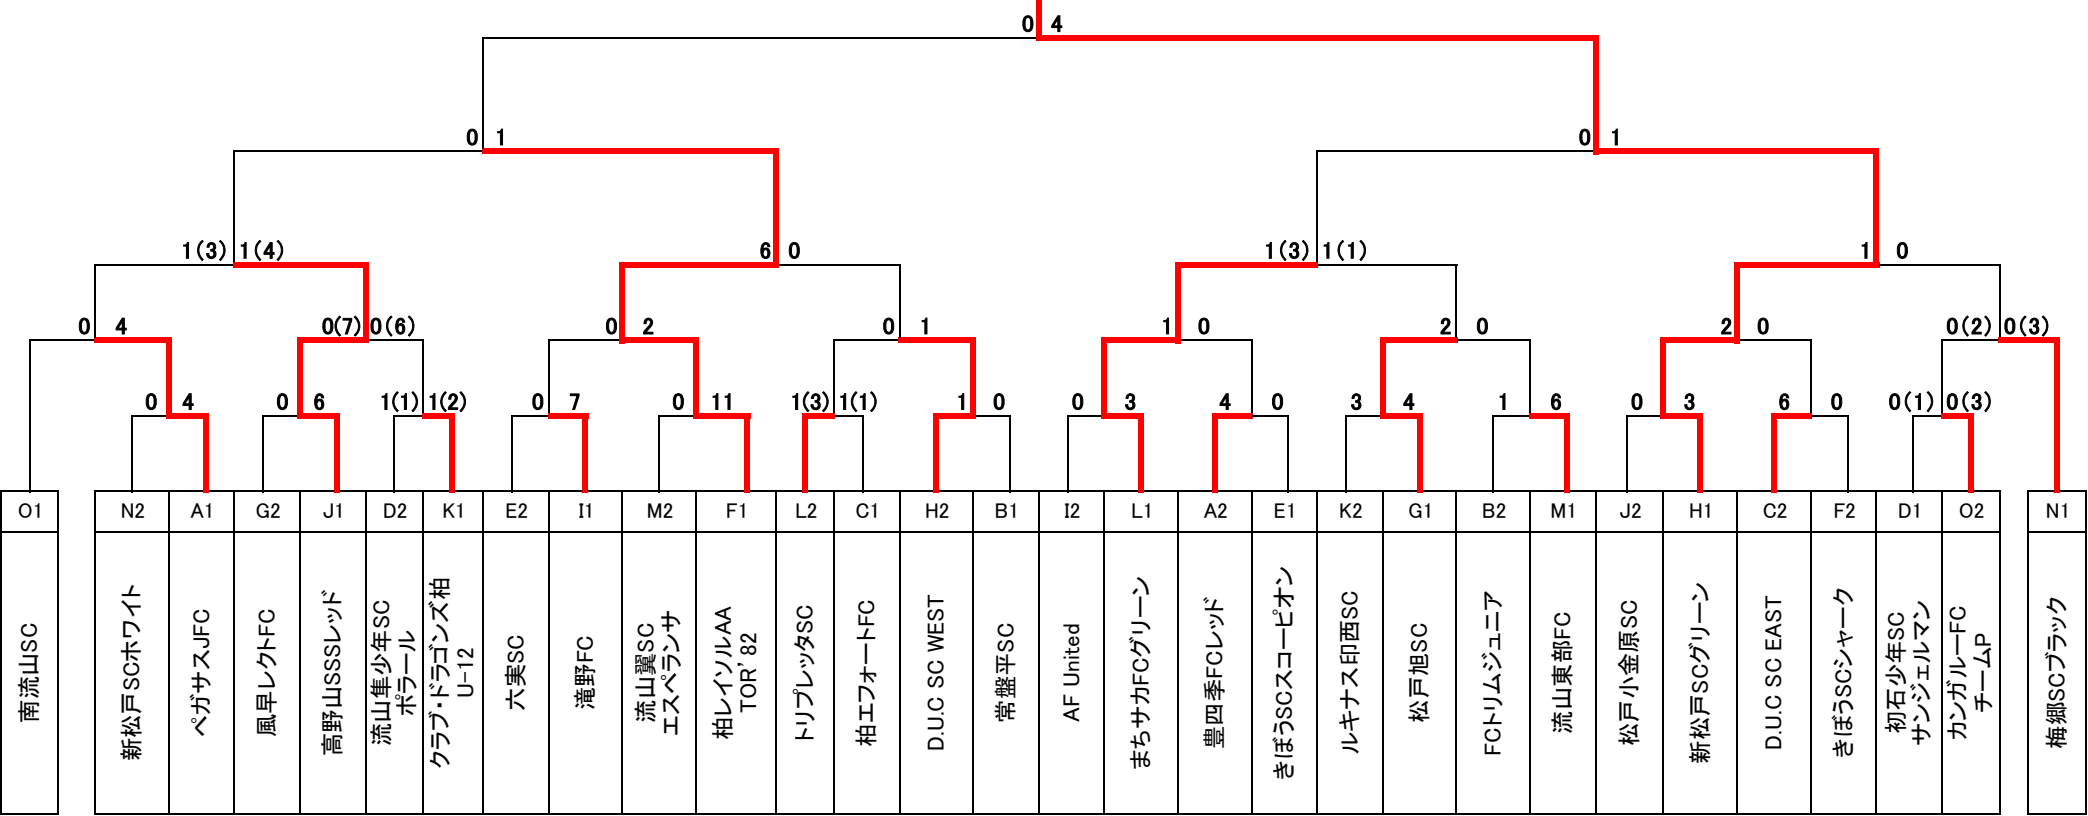 0 4
0 1
0 1
1(3) 1(4)
6 0
1(3) 1(1)
1 0
0 4
0(7) 0(6)
0 2
0 1
1 0
2 0
2 0
0(2) 0(3)
0 4
0 6
1(1) 1(2)
0 7
0 11
1(3) 1(1)
1 0
0 3
4 0
3 4
1 6
0 3
6 0
0(1) 0(3)
O1 N2 A1 G2 J1 D2 K1 E2 I1 M2 F1 L2 C1 H2 B1 I2 L1 A2 E1 K2 G1 B2 M1 J2 H1 C2 F2 D1 O2 N1
南流山SC
新松戸SCホワイト
ペガサスJFC
風早レクトFC
高野山SSSレッド
流山隼少年SC
ポラール
クラブ・ドラゴンズ柏
U-12
六実SC
滝野FC
流山翼SC
エスペランサ
柏レイソルAA
TOR’82
トリプレッタSC
柏エフォートFC
D.U.C SC WEST
常盤平SC
AF United
まちサカFCグリーン
豊四季FCレッド
きぼうSCスコーピオン
ルキナス印西SC
松戸旭SC
FCトリムジュニア
流山東部FC
松戸小金原SC
新松戸SCグリーン
D.U.C SC EAST
きぼうSCシャーク
初石少年SC
サンジェルマン
カンガルーFC
チームP
梅郷SCブラック